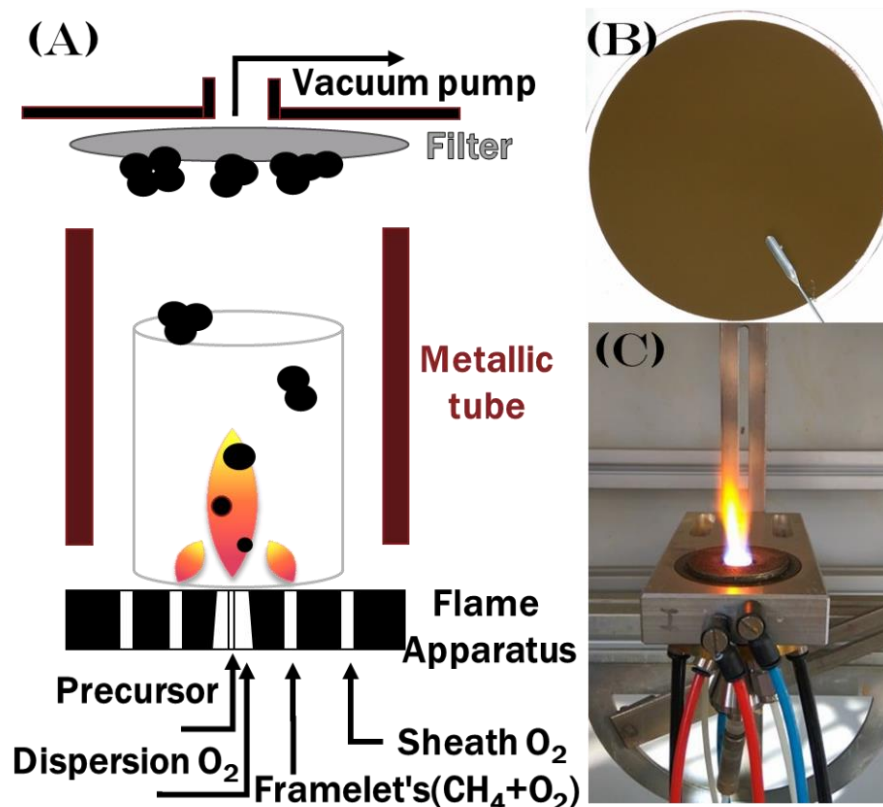 (A)
Vacuum pump
Filter
Metallic
tube
Flame
Apparatus
Precursor
Dispersion O₂
Sheath O₂
Framelet's(CH₄+O₂)
(B)
(C)